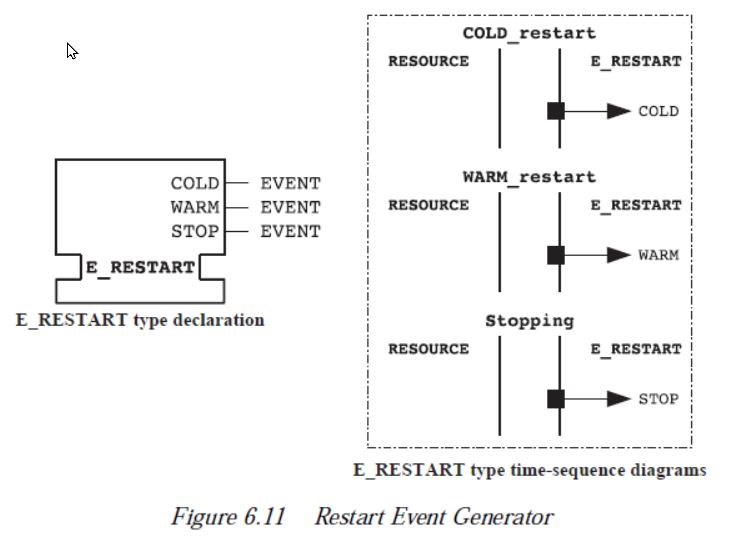 COLD EVENT
WARM EVENT
STOP EVENT
E_RESTART
E_RESTART type declaration
COLD_restart
RESOURCE E_RESTART
COLD
WARM_restart
RESOURCE E_RESTART
WARM
Stopping
RESOURCE E_RESTART
STOP
E_RESTART type time-sequence diagrams
Figure 6.11 Restart Event Generator